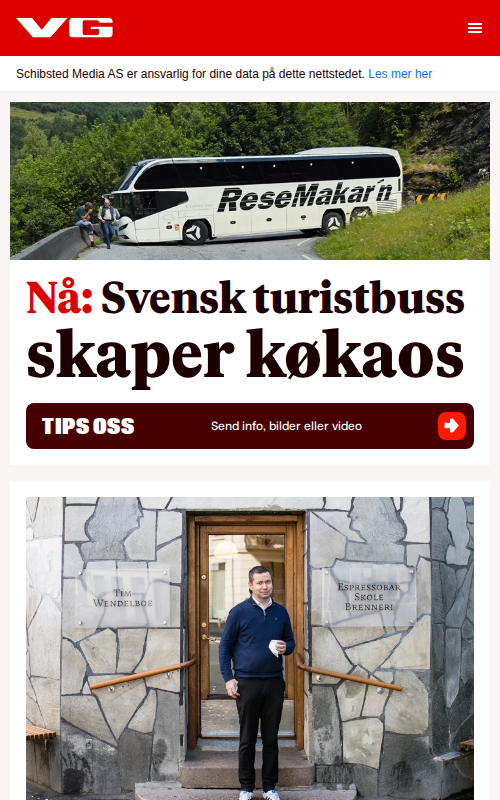 VG
Schibsted Media AS er ansvarlig for dine data på dette nettstedet. Les mer her
ReseMakar'n
Nå: Svensk turistbuss
skaper køkaos
TIPS OSS
Send info, bilder eller video
TIM
WENDELBOE
ESPRESSOBAR
SKOLE
BRENNERI